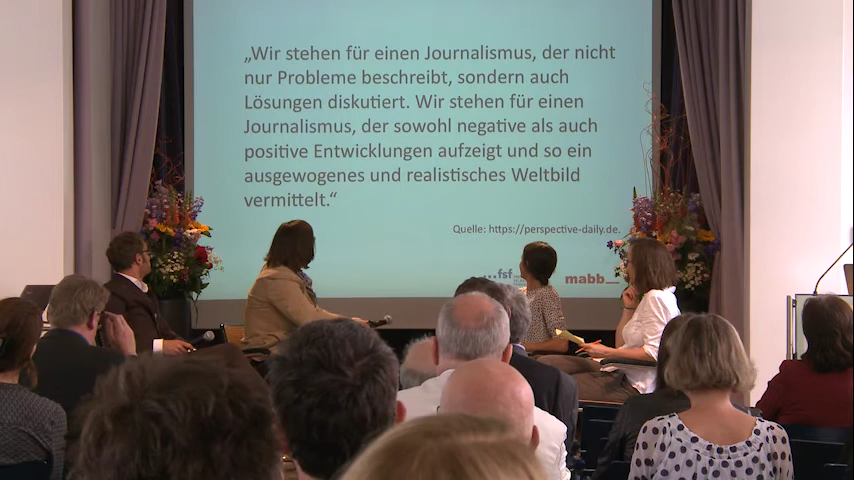 „Wir stehen für einen Journalismus, der nicht
nur Probleme beschreibt, sondern auch
Lösungen diskutiert. Wir stehen für einen
Journalismus, der sowohl negative als auch
positive Entwicklungen aufzeigt und so ein
ausgewogenes und realistisches Weltbild
vermittelt.“
Quelle: https://perspective-daily.de.
...fsf
mabb